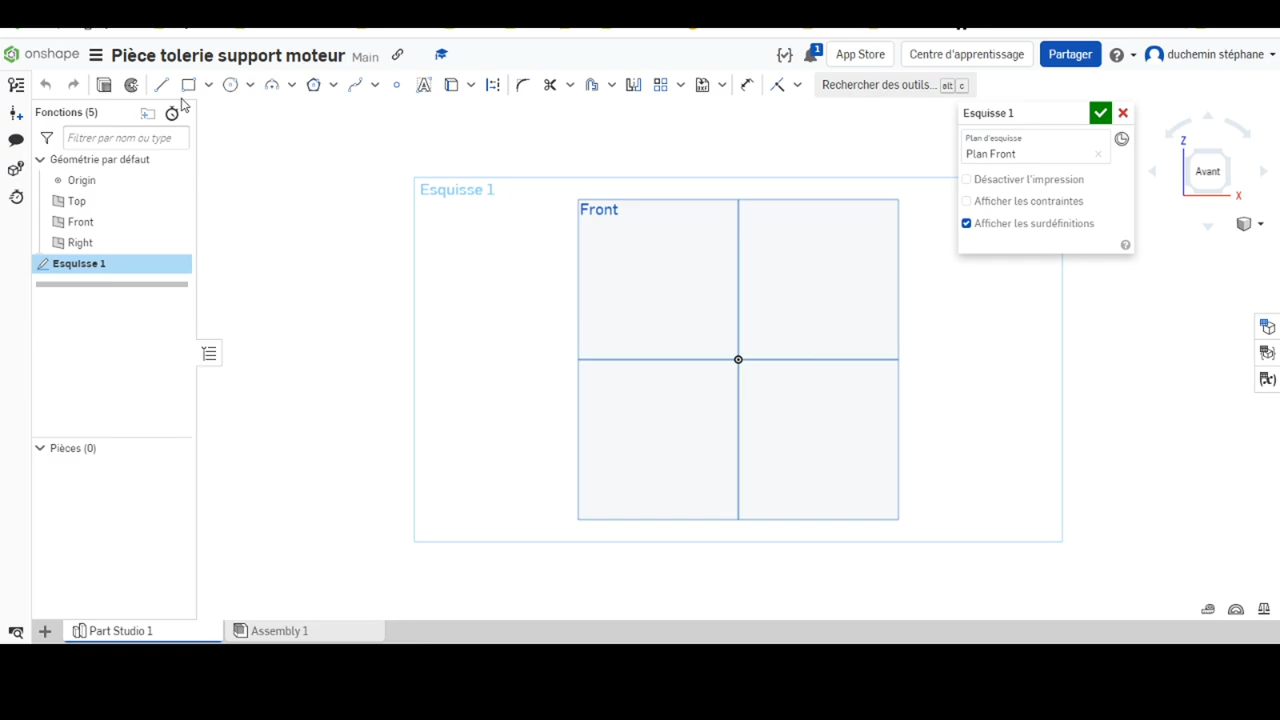 onshape Pièce tolerie support moteur Main 1 App Store Centre d'apprentissage Partager duchemin stéphane
Rechercher des outils... alt c
Fonctions (5)
Filtrer par nom ou type
Géométrie par défaut
Origin
Top
Front
Right
Esquisse 1
Pièces (0)
Esquisse 1
Front
Esquisse 1
Plan d'esquisse
Plan Front
Désactiver l'impression
Afficher les contraintes
Afficher les surdéfinitions
Z
Avant
X
Part Studio 1
Assembly 1